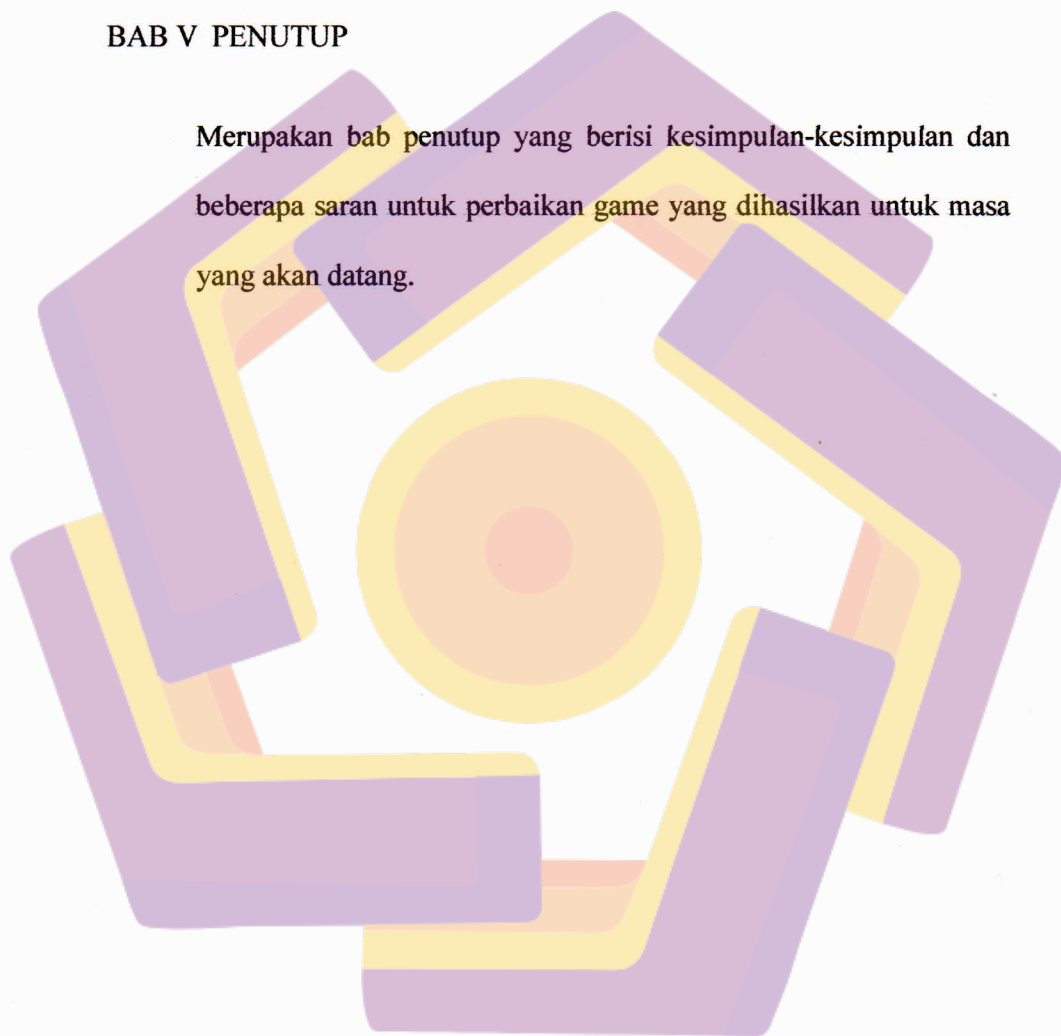 BAB V PENUTUP
Merupakan bab penutup yang berisi kesimpulan-kesimpulan dan
beberapa saran untuk perbaikan game yang dihasilkan untuk masa
yang akan datang.